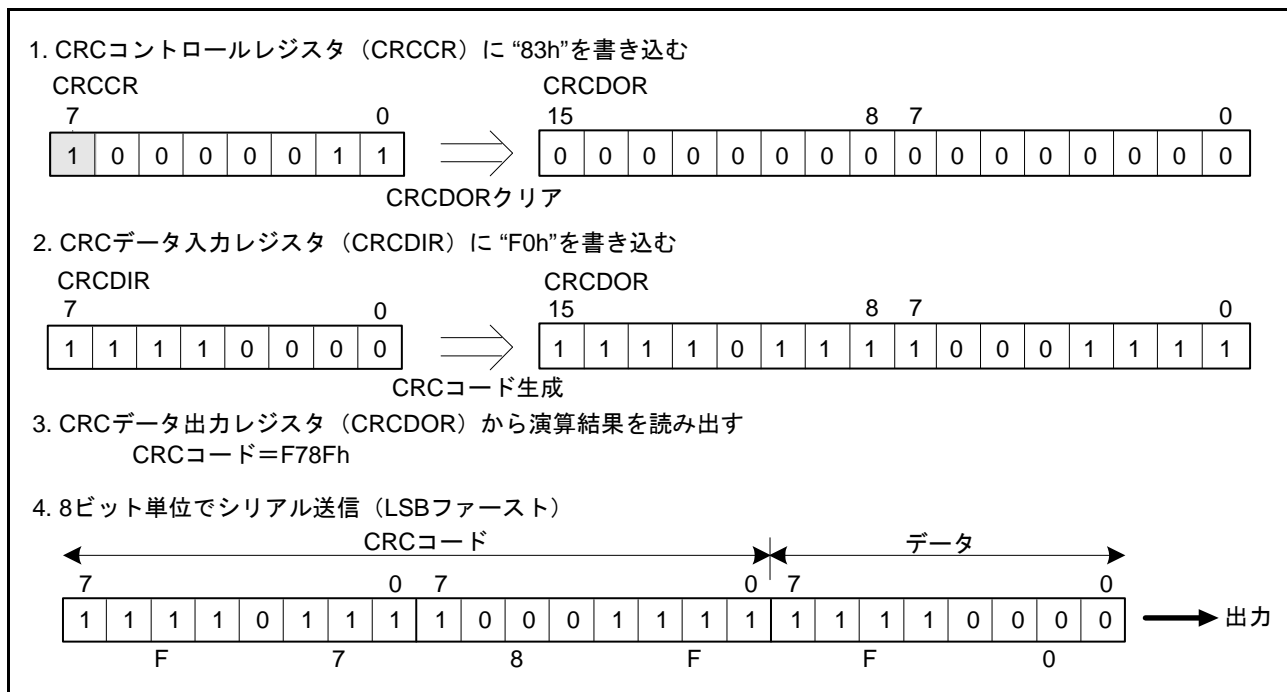 1. CRCコントロールレジスタ（CRCCR）に “83h”を書き込む
CRCCR CRCDOR
7 0 15 8 7 0
1 0 0 0 0 0 1 1 0 0 0 0 0 0 0 0 0 0 0 0 0 0 0 0
CRCDORクリア
2. CRCデータ入力レジスタ（CRCDIR）に “F0h”を書き込む
CRCDIR CRCDOR
7 0 15 8 7 0
1 1 1 1 0 0 0 0 1 1 1 1 0 1 1 1 1 0 0 0 1 1 1 1
CRCコード生成
3. CRCデータ出力レジスタ（CRCDOR）から演算結果を読み出す
CRCコード＝F78Fh
4. 8ビット単位でシリアル送信（LSBファースト）
CRCコード データ
7 0 7 0 7 0
1 1 1 1 0 1 1 1 1 0 0 0 1 1 1 1 1 1 1 1 0 0 0 0 出力
F 7 8 F F 0